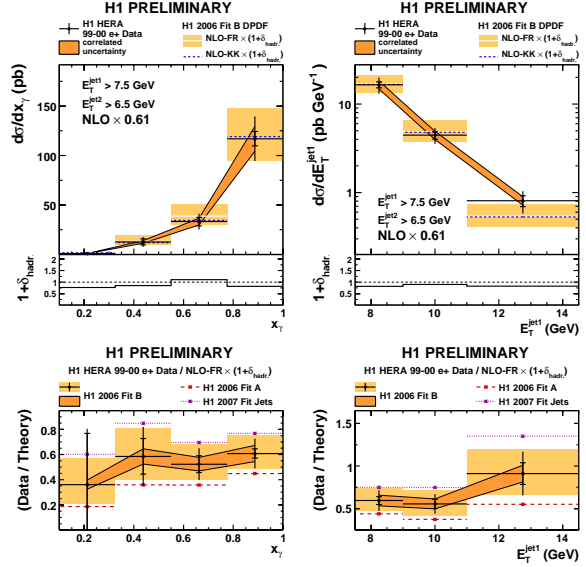 H1 PRELIMINARY
H1 HERA
99-00 e+ Data
correlated
uncertainty
H1 2006 Fit B DPDF
NLO-FR × (1+δhadr.)
NLO-KK × (1+δhadr.)
E_T^jet1 > 7.5 GeV
E_T^jet2 > 6.5 GeV
NLO × 0.61
dσ/dx_γ (pb)
150
100
50
1+δhadr.
2
1.5
1
0.5
0.2 0.4 0.6 0.8 1
x_γ
H1 PRELIMINARY
H1 HERA
99-00 e+ Data
correlated
uncertainty
H1 2006 Fit B DPDF
NLO-FR × (1+δhadr.)
NLO-KK × (1+δhadr.)
E_T^jet1 > 7.5 GeV
E_T^jet2 > 6.5 GeV
NLO × 0.61
dσ/dE_T^jet1 (pb GeV⁻¹)
10
1
1+δhadr.
2
1.5
1
0.5
8 10 12 14
E_T^jet1 (GeV)
H1 PRELIMINARY
H1 HERA 99-00 e+ Data / NLO-FR × (1+δhadr.)
H1 2006 Fit B
H1 2006 Fit A
H1 2007 Fit Jets
(Data / Theory)
0.8
0.6
0.4
0.2
0.2 0.4 0.6 0.8 1
x_γ
H1 PRELIMINARY
H1 HERA 99-00 e+ Data / NLO-FR × (1+δhadr.)
H1 2006 Fit B
H1 2006 Fit A
H1 2007 Fit Jets
(Data / Theory)
1.5
1
0.5
8 10 12 14
E_T^jet1 (GeV)